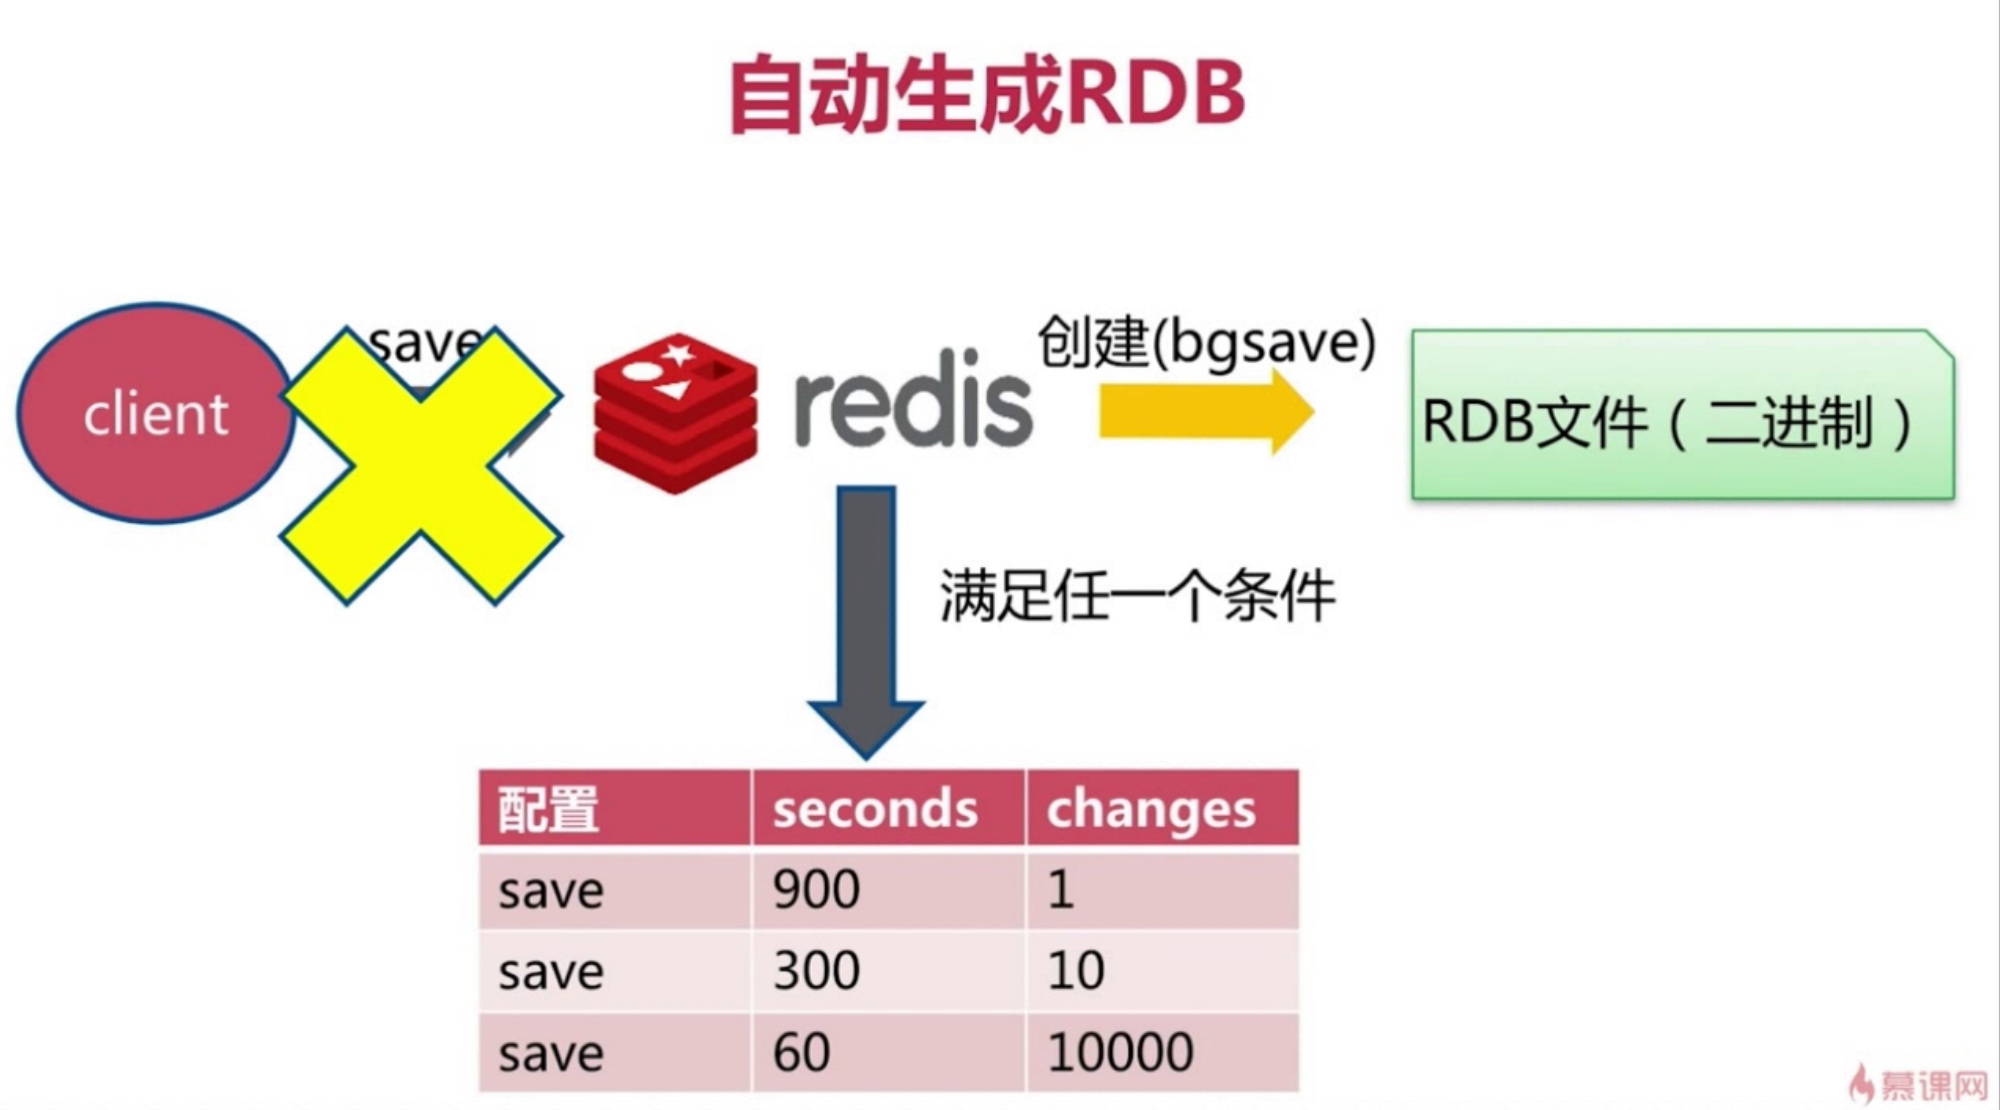 自动生成RDB
client
save
redis
创建(bgsave)
RDB文件（二进制）
满足任一个条件
配置 seconds changes
save 900 1
save 300 10
save 60 10000
慕课网